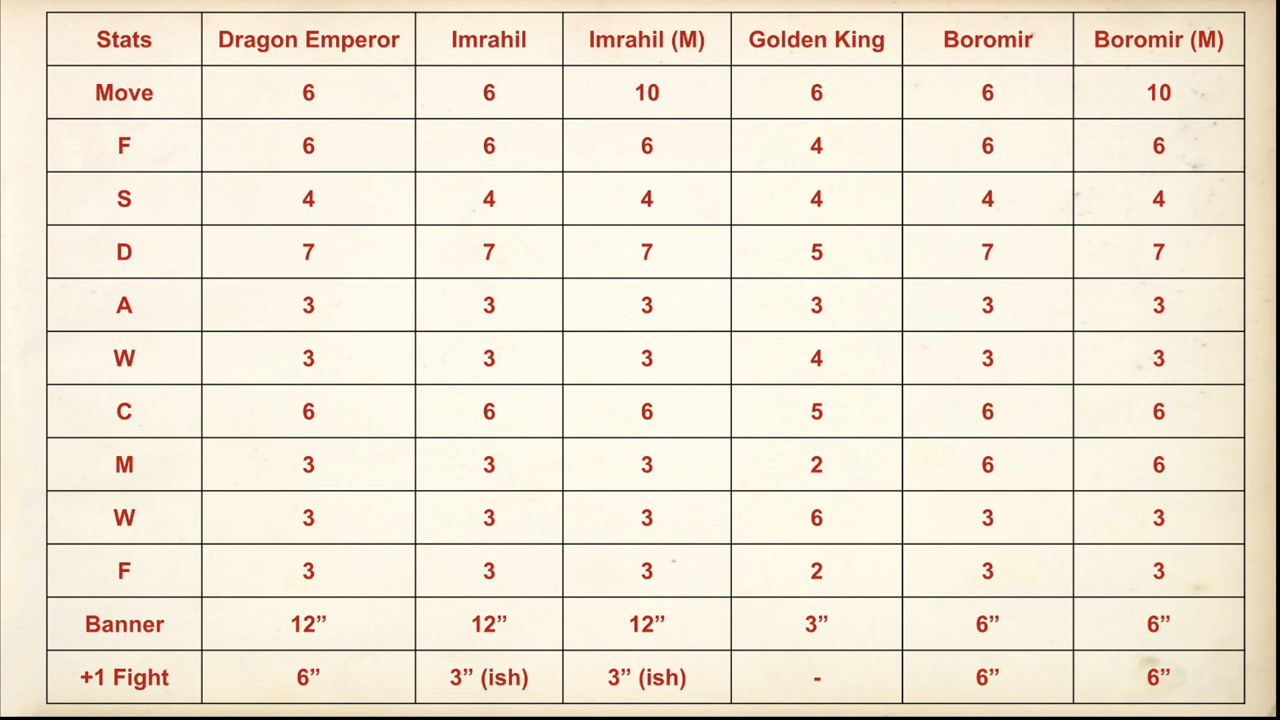 Stats Dragon Emperor Imrahil Imrahil (M) Golden King Boromir Boromir (M)
Move 6 6 10 6 6 10
F 6 6 6 4 6 6
S 4 4 4 4 4 4
D 7 7 7 5 7 7
A 3 3 3 3 3 3
W 3 3 3 4 3 3
C 6 6 6 5 6 6
M 3 3 3 2 6 6
W 3 3 3 6 3 3
F 3 3 3 2 3 3
Banner 12” 12” 12” 3” 6” 6”
+1 Fight 6” 3” (ish) 3” (ish) - 6” 6”